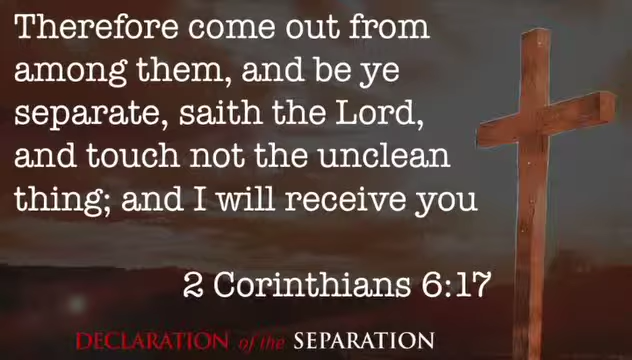 Therefore come out from
among them, and be ye
separate, saith the Lord,
and touch not the unclean
thing; and I will receive you
2 Corinthians 6:17
DECLARATION of the SEPARATION